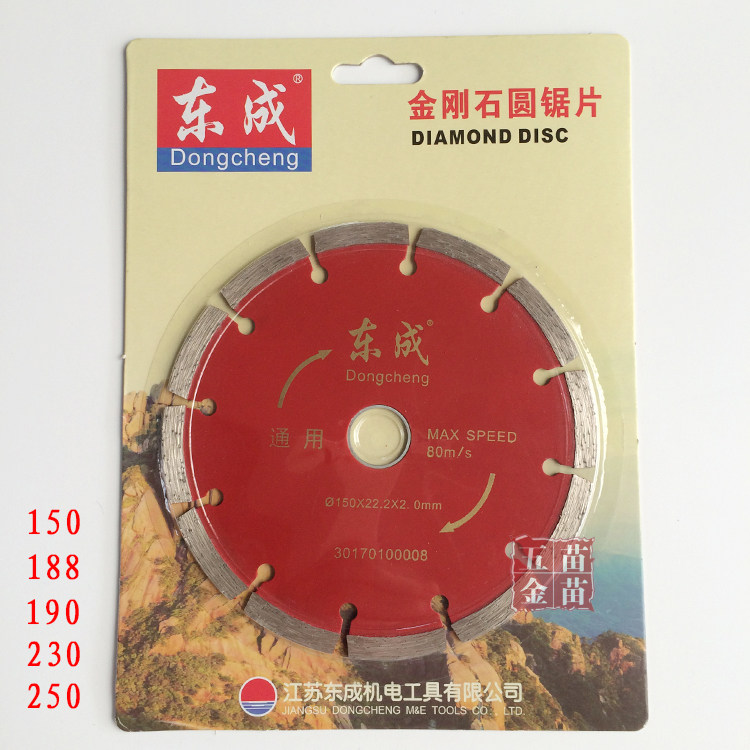 东成®
Dongcheng
金刚石圆锯片
DIAMOND DISC
东成®
Dongcheng
通用
MAX SPEED
80m/s
Ø150X22.2X2.0mm
30170100008
五苗
金苗
150
188
190
230
250
江苏东成机电工具有限公司
JIANGSU DONGCHENG M&E TOOLS CO., LTD.